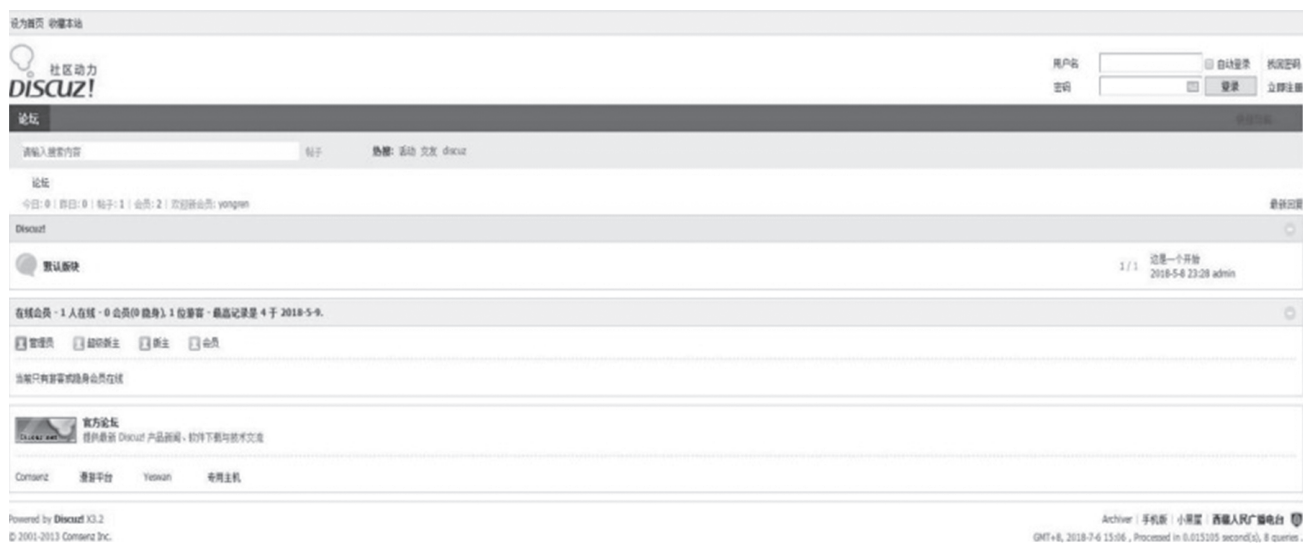 设为首页 收藏本站
社区动力
DISCUZ!
用户名 自动登录 找回密码
密码 登录 立即注册
论坛
请输入搜索内容 帖子 热搜: 活动 交友 discuz
论坛
今日: 0 | 昨日: 0 | 帖子: 1 | 会员: 2 | 欢迎新会员: yongren 最新回复
Discuz!
默认版块 1 / 1 这是一个开始
2018-5-8 23:28 admin
在线会员 - 1 人在线 - 0 会员(0 隐身), 1 位游客 - 最高记录是 4 于 2018-5-9.
管理员 超级版主 版主 会员
当前只有游客或隐身会员在线
官方论坛
提供最新 Discuz! 产品新闻、软件下载与技术交流
Comsenz 漫游平台 Yeswan 专用主机
Powered by Discuz! X3.2 Archiver | 手机版 | 小黑屋 | 西藏人民广播电台
© 2001-2013 Comsenz Inc. GMT+8, 2018-7-6 15:06 , Processed in 0.015105 second(s), 8 queries .